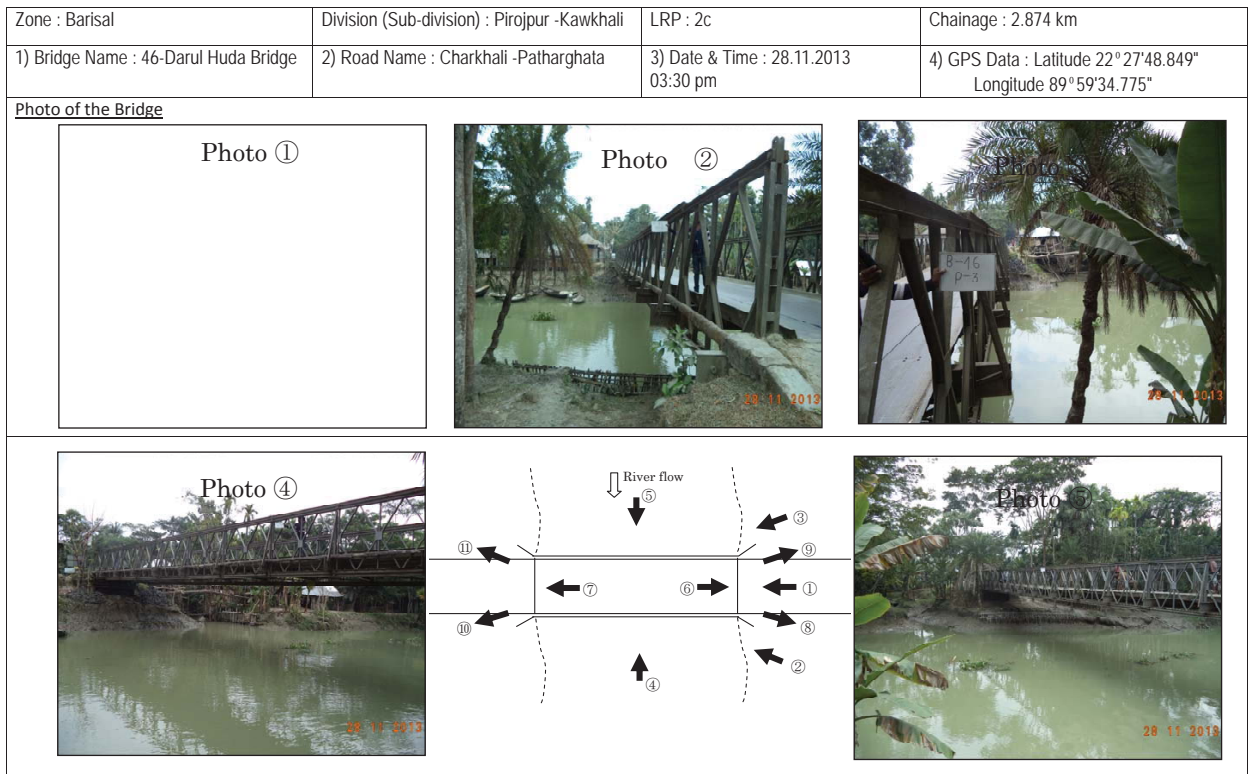 Zone : Barisal
Division (Sub-division) : Pirojpur -Kawkhali
LRP : 2c
Chainage : 2.874 km
1) Bridge Name : 46-Darul Huda Bridge
2) Road Name : Charkhali -Patharghata
3) Date & Time : 28.11.2013
03:30 pm
4) GPS Data : Latitude 22°27'48.849"
Longitude 89°59'34.775"
Photo of the Bridge
Photo ①
Photo ②
28 11 2013
Photo
B-46
P-3
28 11 2013
Photo ④
28 11 2013
River flow
⑤
③
⑪
⑨
⑦
⑥
①
⑩
⑧
②
④
Photo ⑤
28 11 2013